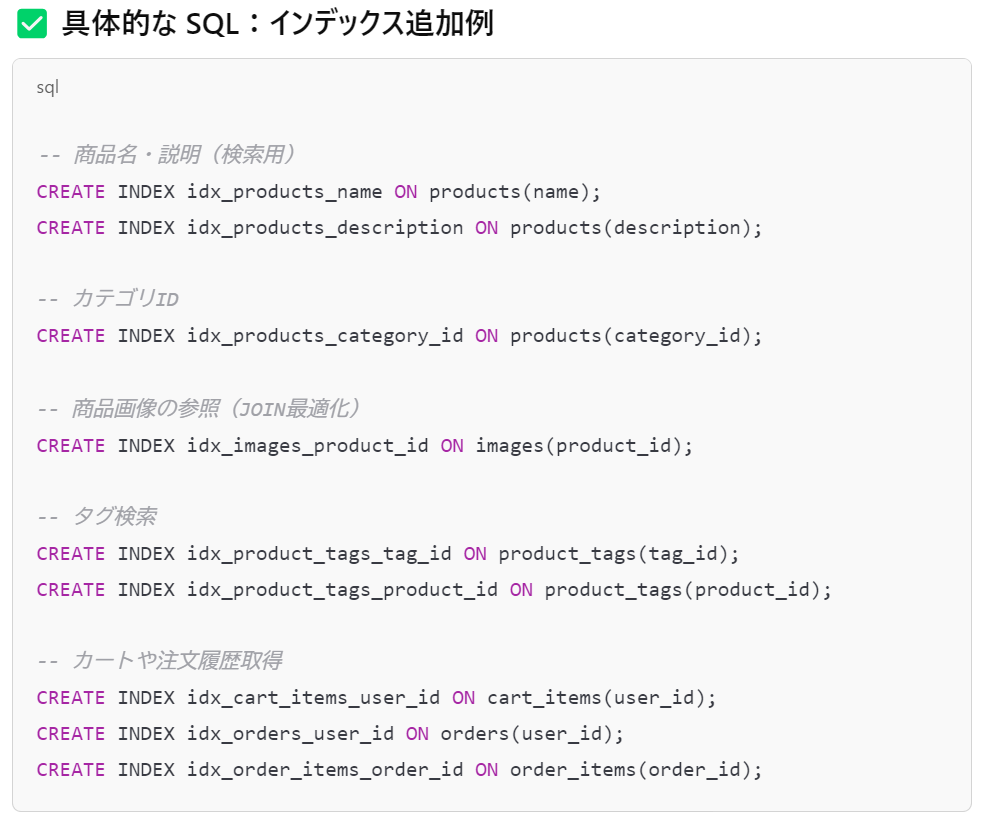 ✅ 具体的な SQL：インデックス追加例
sql
-- 商品名・説明（検索用）
CREATE INDEX idx_products_name ON products(name);
CREATE INDEX idx_products_description ON products(description);
-- カテゴリID
CREATE INDEX idx_products_category_id ON products(category_id);
-- 商品画像の参照（JOIN最適化）
CREATE INDEX idx_images_product_id ON images(product_id);
-- タグ検索
CREATE INDEX idx_product_tags_tag_id ON product_tags(tag_id);
CREATE INDEX idx_product_tags_product_id ON product_tags(product_id);
-- カートや注文履歴取得
CREATE INDEX idx_cart_items_user_id ON cart_items(user_id);
CREATE INDEX idx_orders_user_id ON orders(user_id);
CREATE INDEX idx_order_items_order_id ON order_items(order_id);